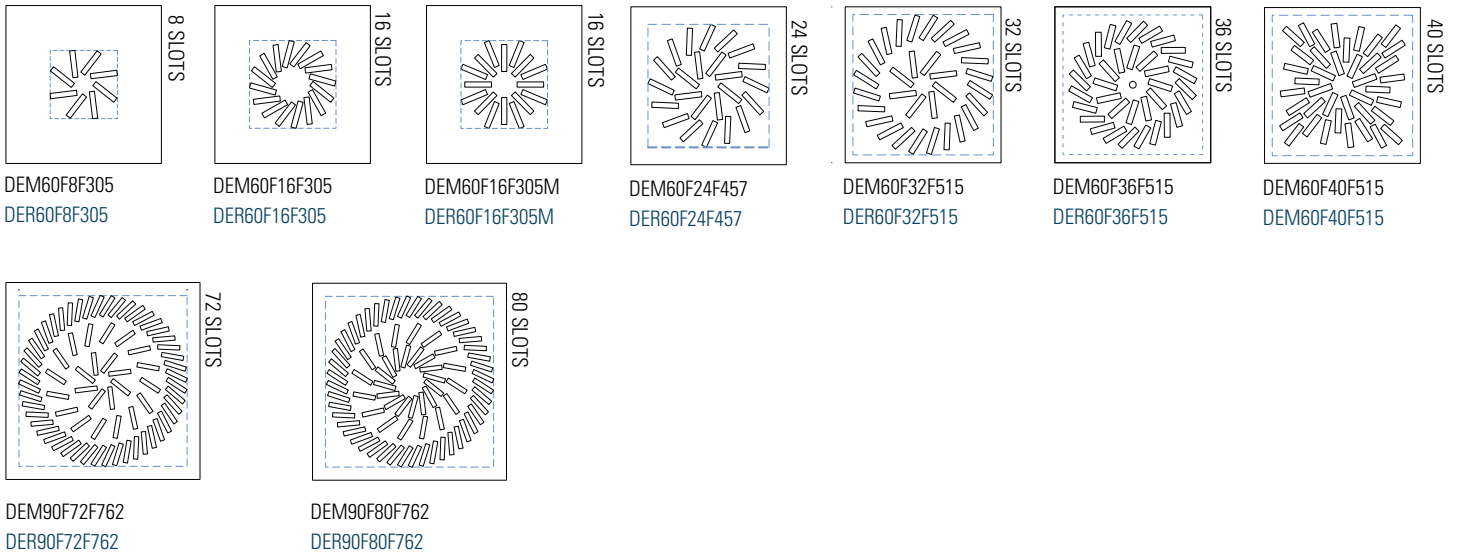 8 SLOTS
DEM60F8F305
DER60F8F305
16 SLOTS
DEM60F16F305
DER60F16F305
16 SLOTS
DEM60F16F305M
DER60F16F305M
24 SLOTS
DEM60F24F457
DER60F24F457
32 SLOTS
DEM60F32F515
DER60F32F515
36 SLOTS
DEM60F36F515
DER60F36F515
40 SLOTS
DEM60F40F515
DEM60F40F515
72 SLOTS
DEM90F72F762
DER90F72F762
80 SLOTS
DEM90F80F762
DER90F80F762